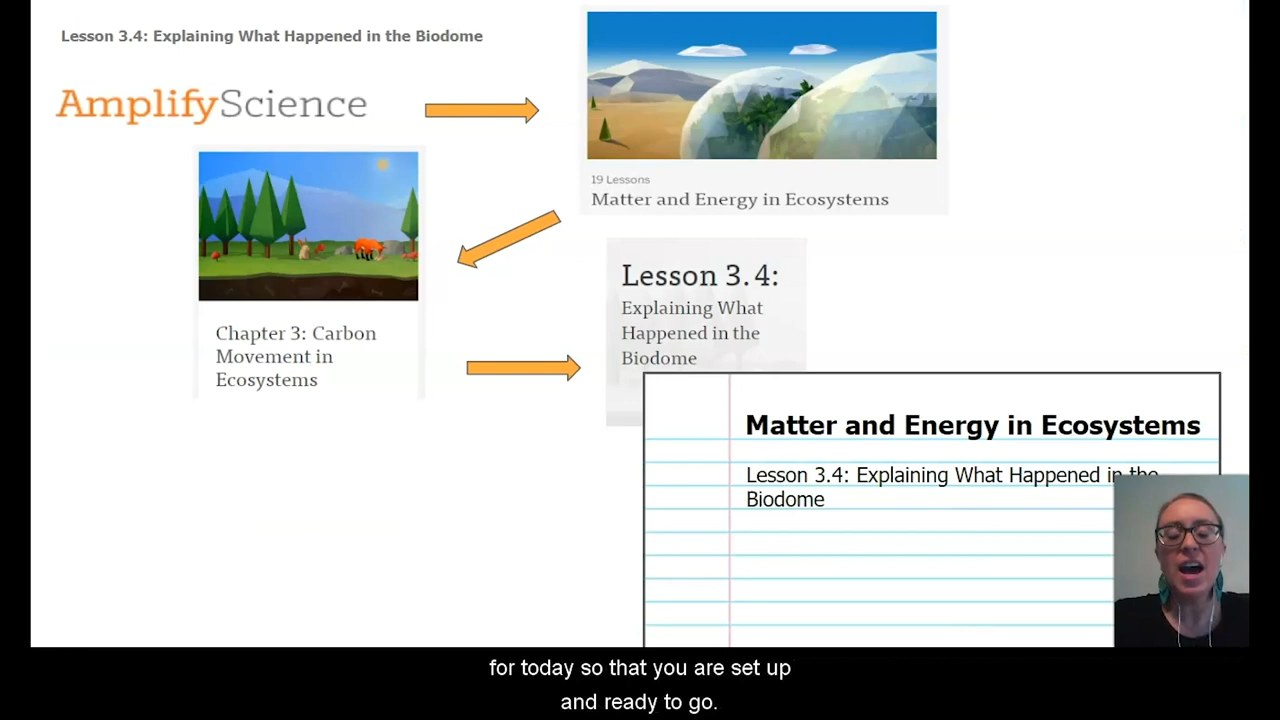 Lesson 3.4: Explaining What Happened in the Biodome
AmplifyScience
19 Lessons
Matter and Energy in Ecosystems
Chapter 3: Carbon
Movement in
Ecosystems
Lesson 3.4:
Explaining What
Happened in the
Biodome
Matter and Energy in Ecosystems
Lesson 3.4: Explaining What Happened in the
Biodome
for today so that you are set up
and ready to go.